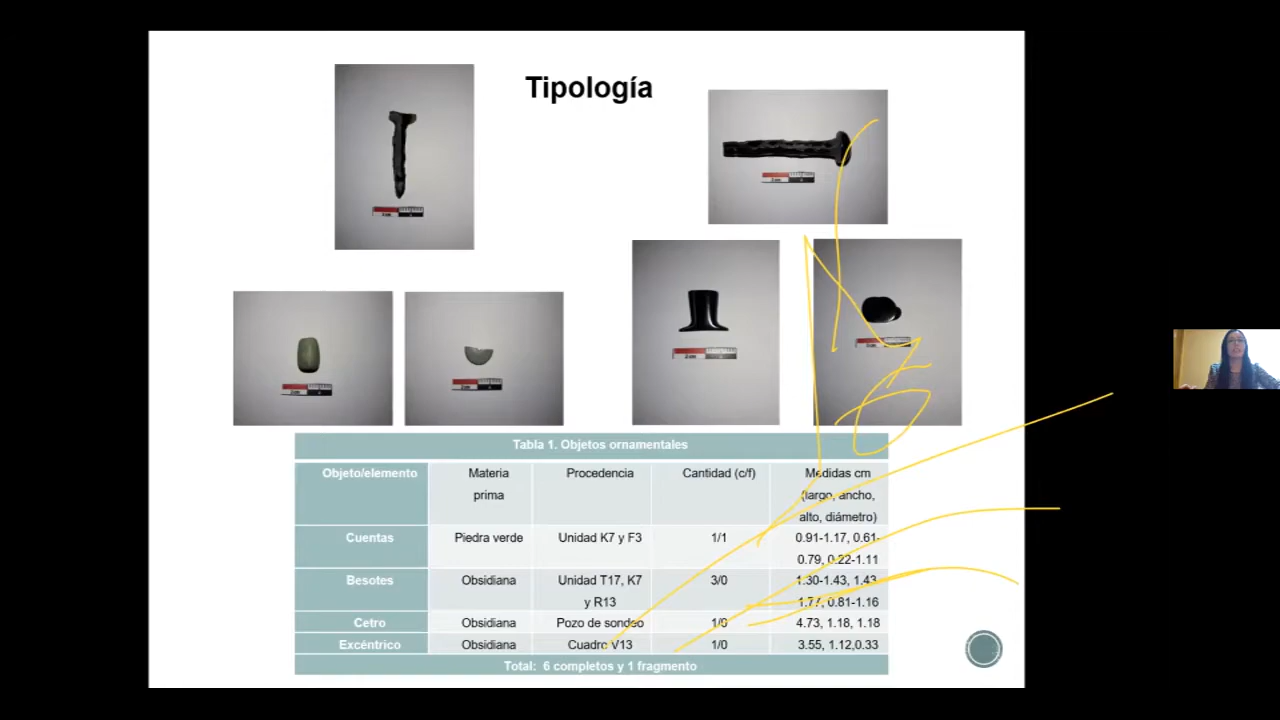 Tipología
Tabla 1. Objetos ornamentales
Objeto/elemento Materia prima Procedencia Cantidad (c/f) Medidas cm (largo, ancho, alto, diámetro)
Cuentas Piedra verde Unidad K7 y F3 1/1 0.91-1.17, 0.61-0.79, 0.22-1.11
Besotes Obsidiana Unidad T17, K7 y R13 3/0 1.30-1.43, 1.43-1.77, 0.81-1.16
Cetro Obsidiana Pozo de sondeo 1/0 4.73, 1.18, 1.18
Excéntrico Obsidiana Cuadro V13 1/0 3.55, 1.12,0.33
Total: 6 completos y 1 fragmento